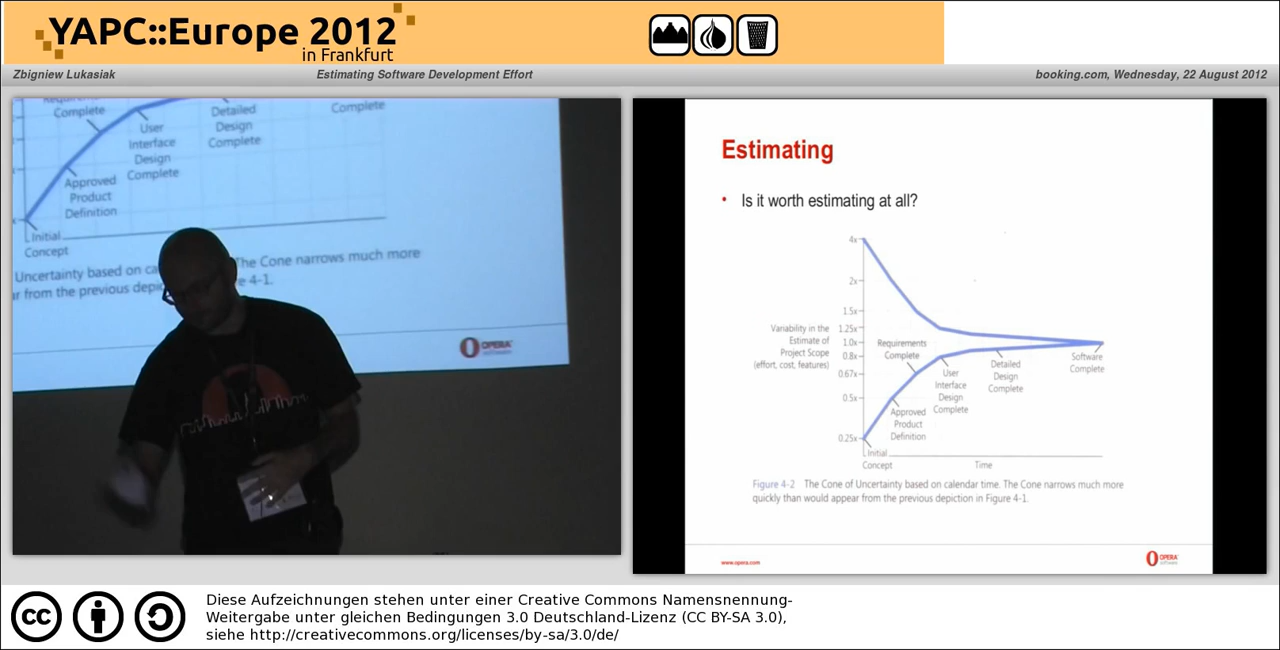 YAPC::Europe 2012
in Frankfurt
Zbigniew Lukasiak
Estimating Software Development Effort
booking.com, Wednesday, 22 August 2012
Complete
User
Interface
Design
Complete
Detailed
Design
Complete
Complete
Approved
Product
Definition
Initial
Concept
Uncertainty based on
The Cone narrows much more
from the previous
4-1.
OPERA
software
Estimating
• Is it worth estimating at all?
4x
2x
1.5x
1.25x
1.0x
0.8x
0.67x
0.5x
0.25x
Variability in the
Estimate of
Project Scope
(effort, cost, features)
Requirements
Complete
User
Interface
Design
Complete
Detailed
Design
Complete
Software
Complete
Approved
Product
Definition
Initial
Concept
Time
Figure 4-2 The Cone of Uncertainty based on calendar time. The Cone narrows much more
quickly than would appear from the previous depiction in Figure 4-1.
www.opera.com
OPERA
software
cc
Diese Aufzeichnungen stehen unter einer Creative Commons Namensnennung-
Weitergabe unter gleichen Bedingungen 3.0 Deutschland-Lizenz (CC BY-SA 3.0),
siehe http://creativecommons.org/licenses/by-sa/3.0/de/